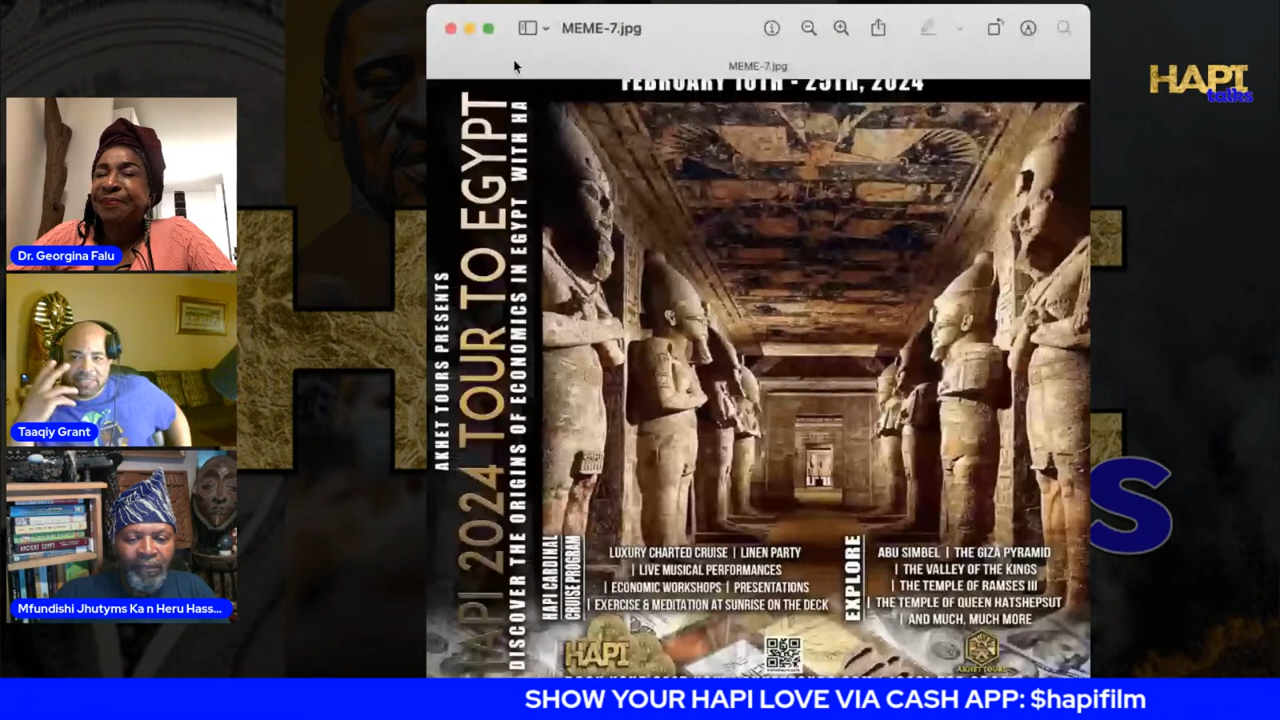 MEME-7.jpg
MEME-7.jpg
HAPI
talks
Dr. Georgina Falu
Taaqiy Grant
Mfundishi Jhutyms Ka n Heru Hass...
2024
AKHET TOURS PRESENTS
HAPI 2024 TOUR TO EGYPT
DISCOVER THE ORIGINS OF ECONOMICS IN EGYPT WITH HA
HAPI CARDINAL
CRUISE PROGRAM
LUXURY CHARTED CRUISE | LINEN PARTY
| LIVE MUSICAL PERFORMANCES
| ECONOMIC WORKSHOPS | PRESENTATIONS
| EXERCISE & MEDITATION AT SUNRISE ON THE DECK
EXPLORE
ABU SIMBEL | THE GIZA PYRAMID
| THE VALLEY OF THE KINGS
| THE TEMPLE OF RAMSES III
| THE TEMPLE OF QUEEN HATSHEPSUT
| AND MUCH, MUCH MORE
HAPI
AKHET TOURS
S
SHOW YOUR HAPI LOVE VIA CASH APP: $hapifilm